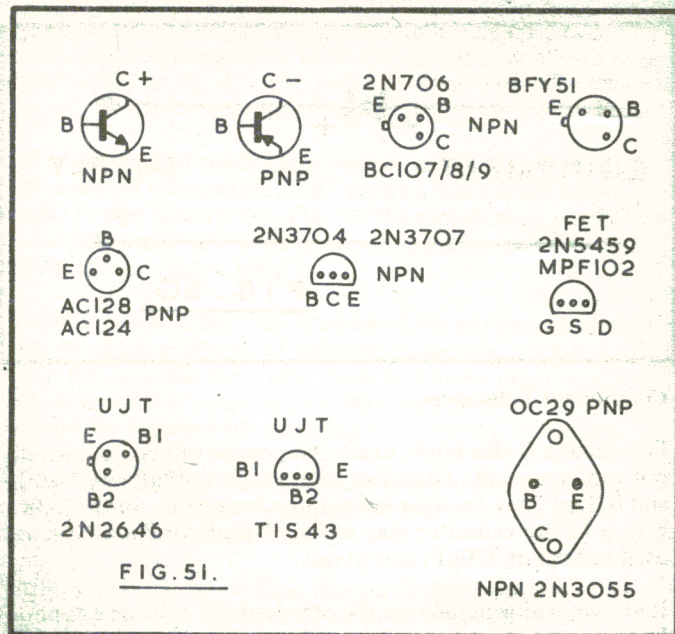 C +
B
E
NPN
C -
B
E
PNP
2N706
E B
C
NPN
BC107/8/9
BFY51
E B
C
B
E C
AC128 PNP
AC124
2N3704 2N3707
NPN
B C E
FET
2N5459
MPF102
G S D
UJT
E B1
B2
2N2646
UJT
B1 E
B2
TIS43
OC29 PNP
B E
C
NPN 2N3055
FIG. 51.